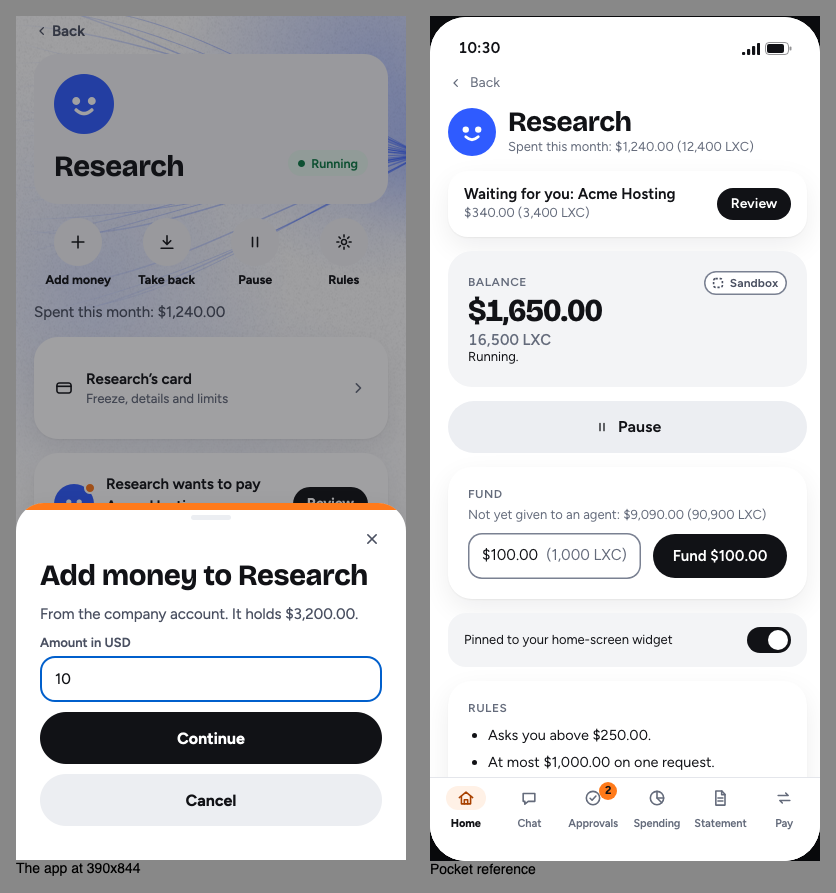 Back
Research
Running
Add money
Take back
Pause
Rules
Spent this month: $1,240.00
Research’s card
Freeze, details and limits
Research wants to pay
Review
Add money to Research
From the company account. It holds $3,200.00.
Amount in USD
10
Continue
Cancel
The app at 390x844
10:30
Back
Research
Spent this month: $1,240.00 (12,400 LXC)
Waiting for you: Acme Hosting
$340.00 (3,400 LXC)
Review
BALANCE
Sandbox
$1,650.00
16,500 LXC
Running.
Pause
FUND
Not yet given to an agent: $9,090.00 (90,900 LXC)
$100.00 (1,000 LXC)
Fund $100.00
Pinned to your home-screen widget
RULES
Asks you above $250.00.
At most $1,000.00 on one request.
2
Home
Chat
Approvals
Spending
Statement
Pay
Pocket reference